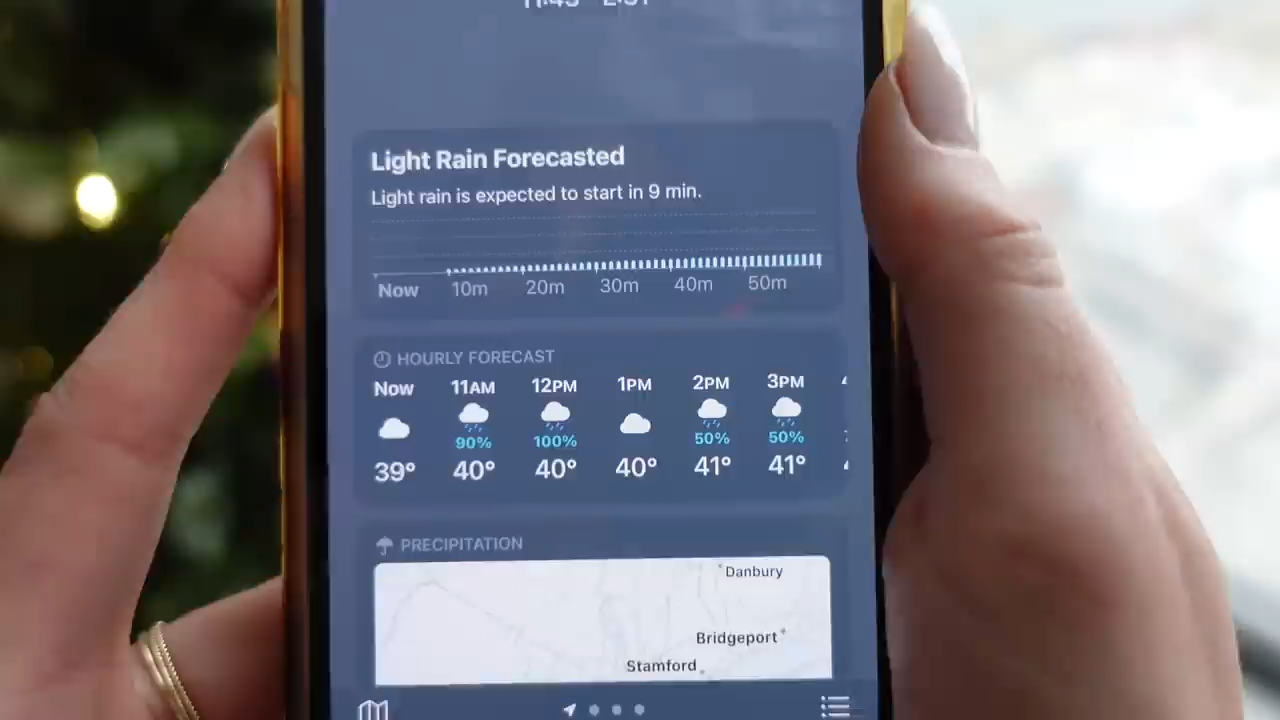 Light Rain Forecasted
Light rain is expected to start in 9 min.
Now 10m 20m 30m 40m 50m
HOURLY FORECAST
Now 11AM 12PM 1PM 2PM 3PM
90% 100% 50% 50%
39° 40° 40° 40° 41° 41°
PRECIPITATION
Danbury
Bridgeport
Stamford